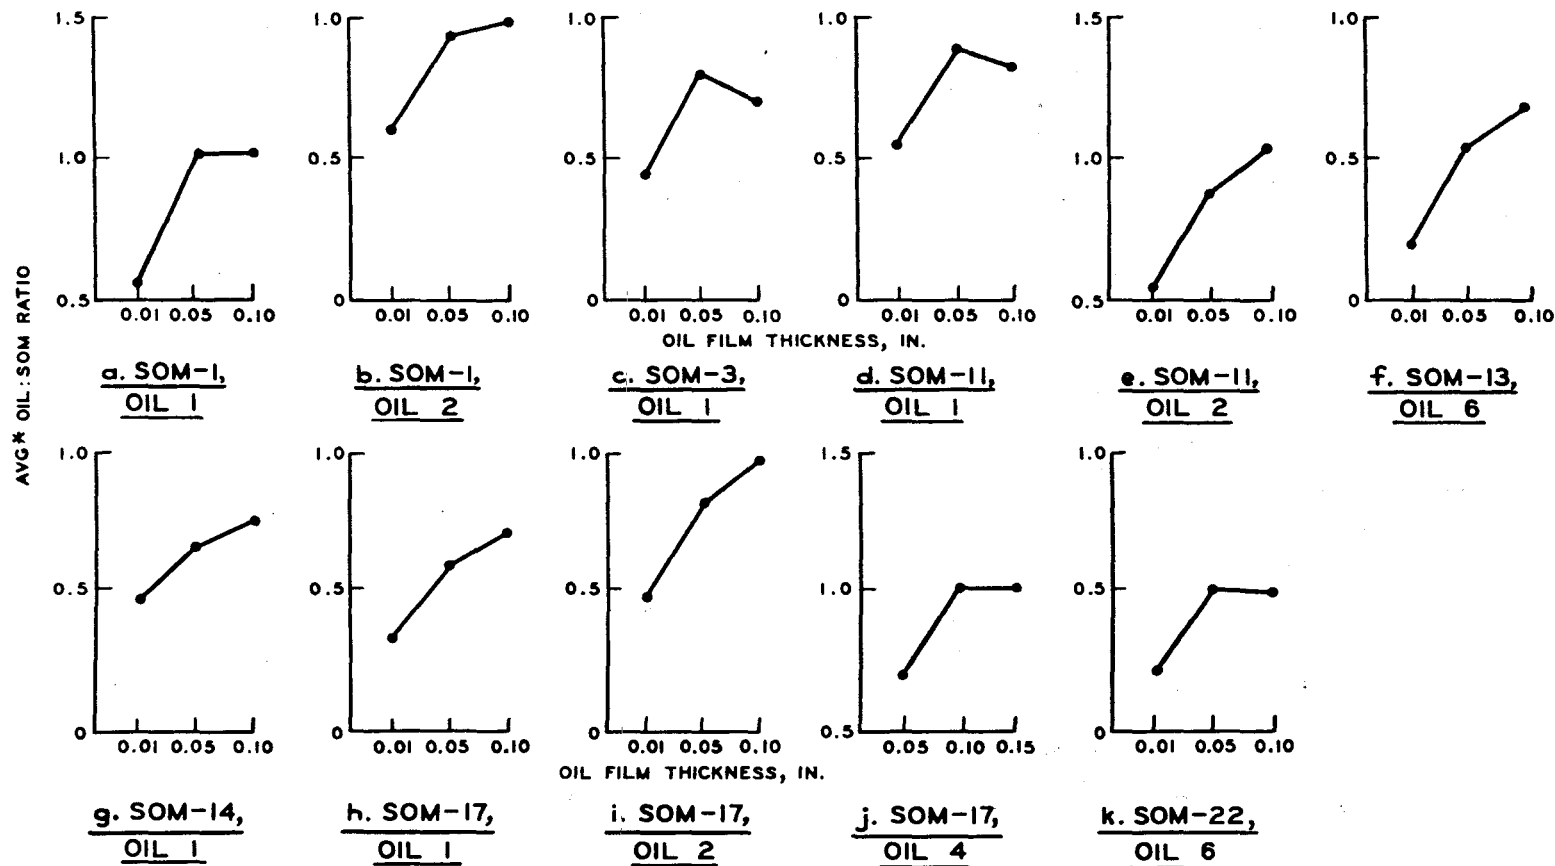 AVG* OIL:SOM RATIO
1.5
1.0
0.5
0.01 0.05 0.10
a. SOM-1,
OIL 1
1.0
0.5
0
0.01 0.05 0.10
b. SOM-1,
OIL 2
1.0
0.5
0
0.01 0.05 0.10
c. SOM-3,
OIL 1
1.0
0.5
0
0.01 0.05 0.10
d. SOM-11,
OIL 1
1.5
1.0
0.5
0.01 0.05 0.10
e. SOM-11,
OIL 2
1.0
0.5
0
0.01 0.05 0.10
f. SOM-13,
OIL 6
OIL FILM THICKNESS, IN.
1.0
0.5
0
0.01 0.05 0.10
g. SOM-14,
OIL 1
1.0
0.5
0
0.01 0.05 0.10
h. SOM-17,
OIL 1
1.0
0.5
0
0.01 0.05 0.10
i. SOM-17,
OIL 2
1.5
1.0
0.5
0.05 0.10 0.15
j. SOM-17,
OIL 4
1.0
0.5
0
0.01 0.05 0.10
k. SOM-22,
OIL 6
OIL FILM THICKNESS, IN.